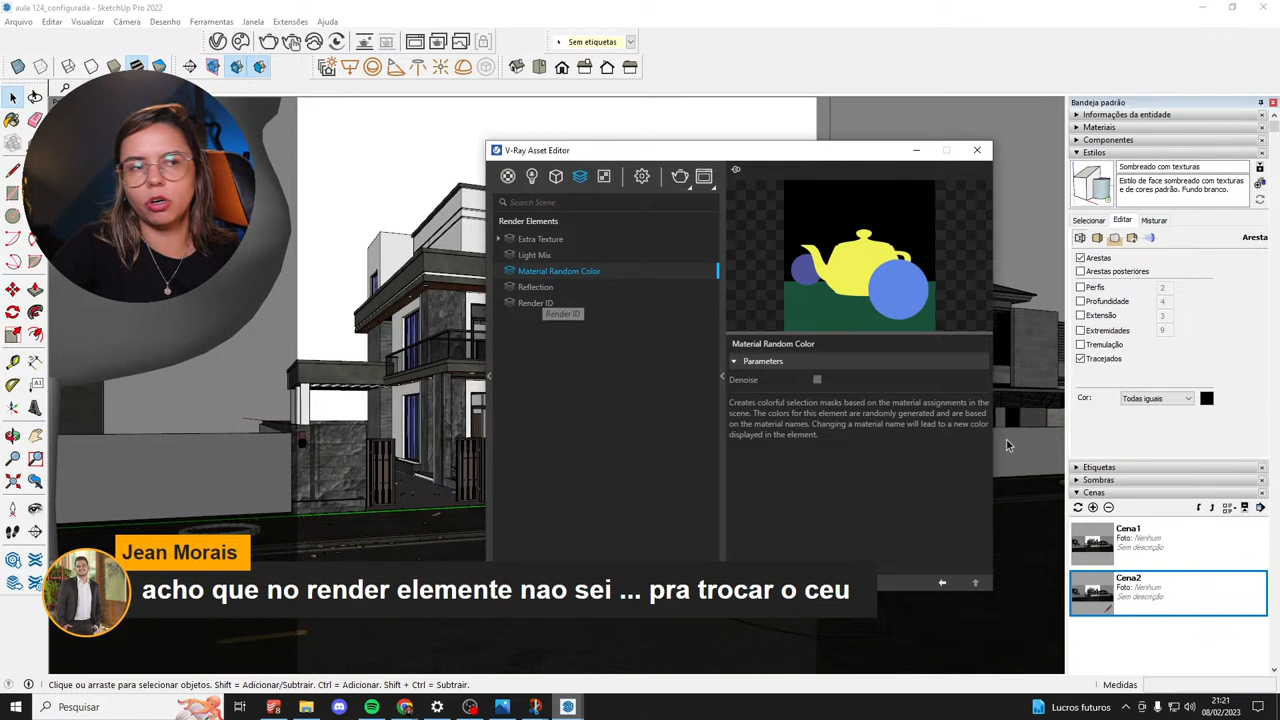 aula 124_configurada - SketchUp Pro 2022
Arquivo Editar Visualizar Câmera Desenhar Ferramentas Janela Extensões Ajuda
Sem etiquetas
V-Ray Asset Editor
Search Scene
Render Elements
Extra Texture
Light Mix
Material Random Color
Reflection
Render ID
Render ID
Material Random Color
Parameters
Denoise
Creates colorful selection masks based on the material assignments in the
scene. The colors for this element are randomly generated and are based
on the material names. Changing a material name will lead to a new color
displayed in the element.
Bandeja padrão
Informações da entidade
Materiais
Componentes
Estilos
Sombreado com texturas
Estilo de face sombreado com texturas
e de cores padrão. Fundo branco.
Selecionar Editar Misturar
Aresta
Arestas
Arestas posteriores
Perfis 2
Profundidade 4
Extensão 3
Extremidades 9
Tremulação
Tracejados
Cor: Todas iguais
Etiquetas
Sombras
Cenas
Cena1
Foto: Nenhum
Sem descrição
Cena2
Foto: Nenhum
Sem descrição
Jean Morais
acho que no render elemente nao sei ... pra trocar o ceu
Clique ou arraste para selecionar objetos. Shift = Adicionar/Subtrair. Ctrl = Adicionar. Shift + Ctrl = Subtrair.
Medidas
Pesquisar
Lucros futuros
21:21
08/02/2023